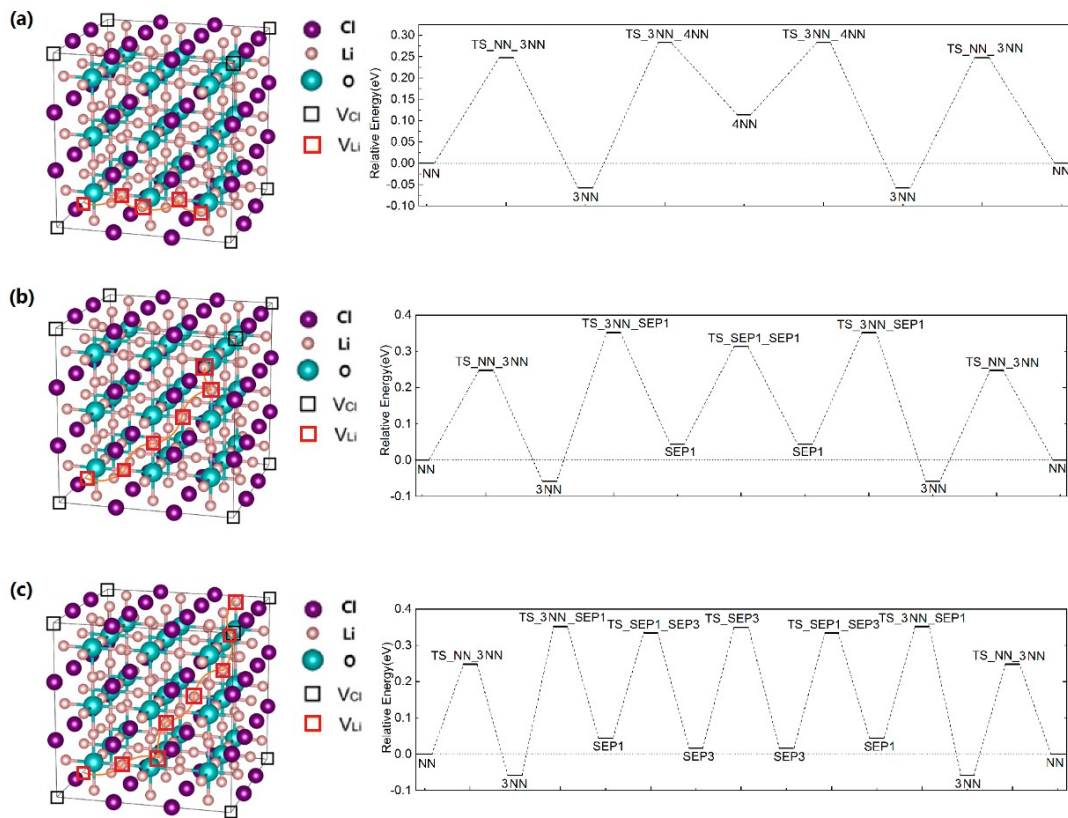 (a)
Cl
Li
O
VCl
VLi
Relative Energy(eV)
0.30
0.25
0.20
0.15
0.10
0.05
0.00
-0.05
-0.10
NN
TS_NN_3NN
3NN
TS_3NN_4NN
4NN
TS_3NN_4NN
3NN
TS_NN_3NN
NN
(b)
Cl
Li
O
VCl
VLi
Relative Energy(eV)
0.4
0.3
0.2
0.1
0.0
-0.1
NN
TS_NN_3NN
3NN
TS_3NN_SEP1
SEP1
TS_SEP1_SEP1
SEP1
TS_3NN_SEP1
3NN
TS_NN_3NN
NN
(c)
Cl
Li
O
VCl
VLi
Relative Energy(eV)
0.4
0.3
0.2
0.1
0.0
-0.1
NN
TS_NN_3NN
3NN
TS_3NN_SEP1
SEP1
TS_SEP1_SEP3
SEP3
TS_SEP3
SEP3
TS_SEP1_SEP3
SEP1
TS_3NN_SEP1
3NN
TS_NN_3NN
NN